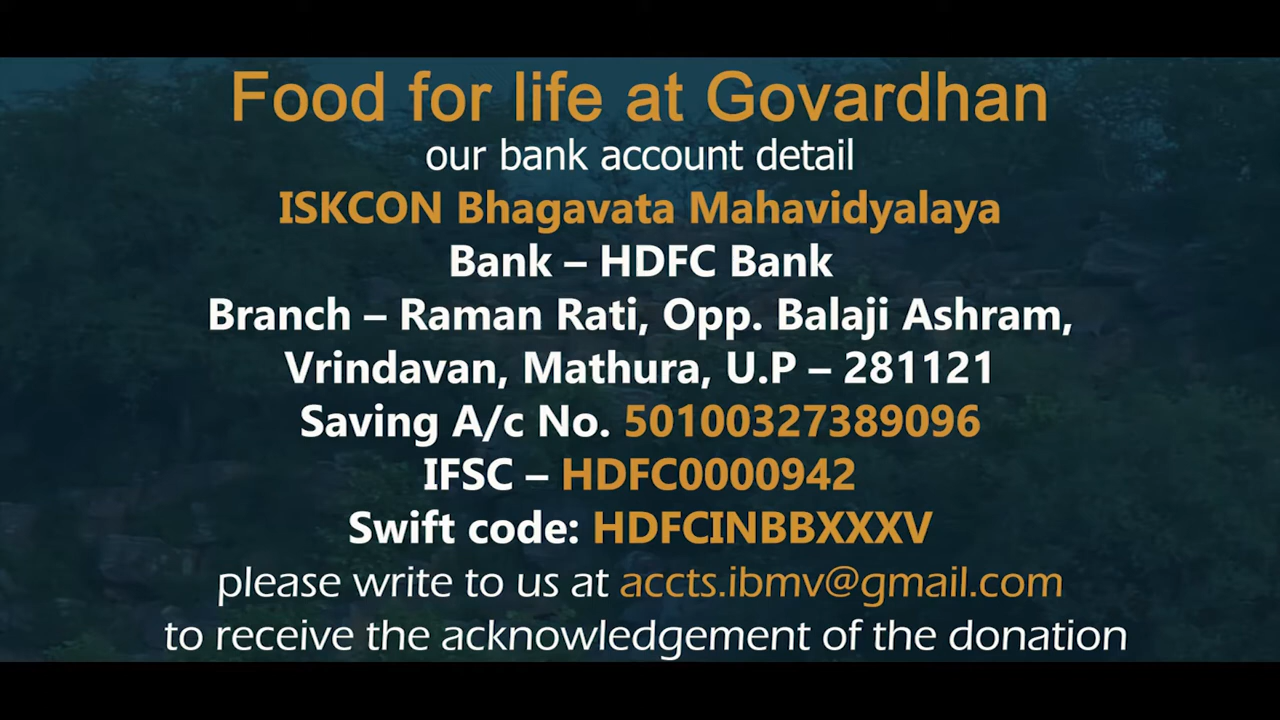 Food for life at Govardhan
our bank account detail
ISKCON Bhagavata Mahavidyalaya
Bank – HDFC Bank
Branch – Raman Rati, Opp. Balaji Ashram,
Vrindavan, Mathura, U.P – 281121
Saving A/c No. 50100327389096
IFSC – HDFC0000942
Swift code: HDFCINBBXXXV
please write to us at accts.ibmv@gmail.com
to receive the acknowledgement of the donation